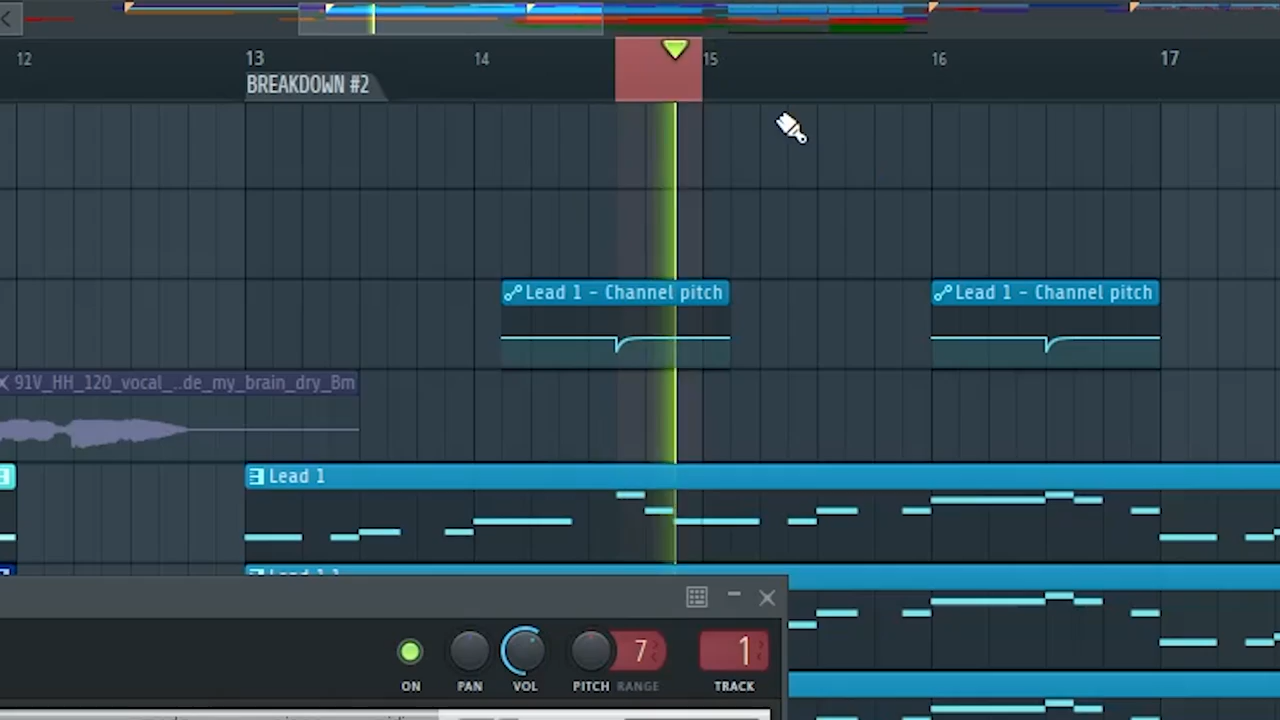 12 13 14 15 16 17
BREAKDOWN #2
Lead 1 - Channel pitch Lead 1 - Channel pitch
91V_HH_120_vocal_..de_my_brain_dry_Bm
Lead 1
7 1
ON PAN VOL PITCH RANGE TRACK